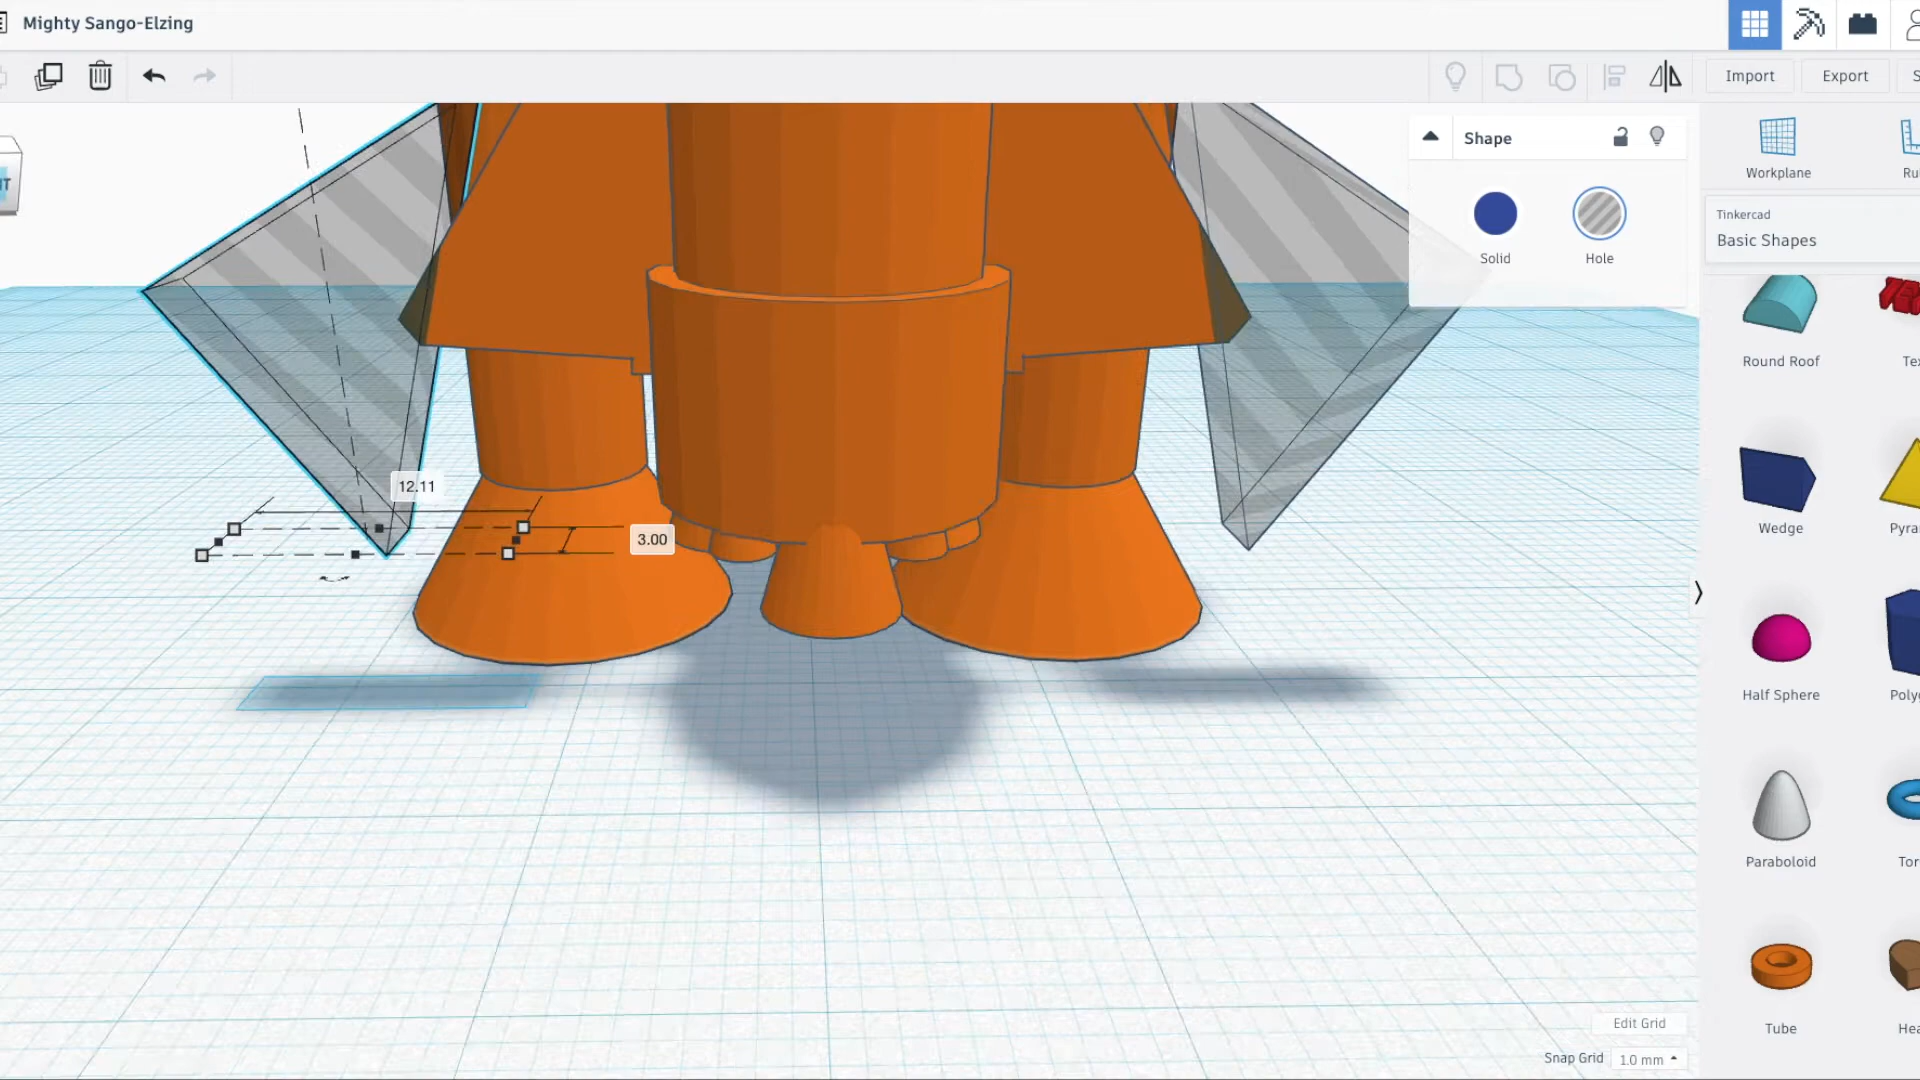 Mighty Sango-Elzing
Import
Export
Shape
Solid
Hole
Workplane
Tinkercad
Basic Shapes
Round Roof
Wedge
Half Sphere
Paraboloid
Tube
12.11
3.00
Edit Grid
Snap Grid
1.0 mm